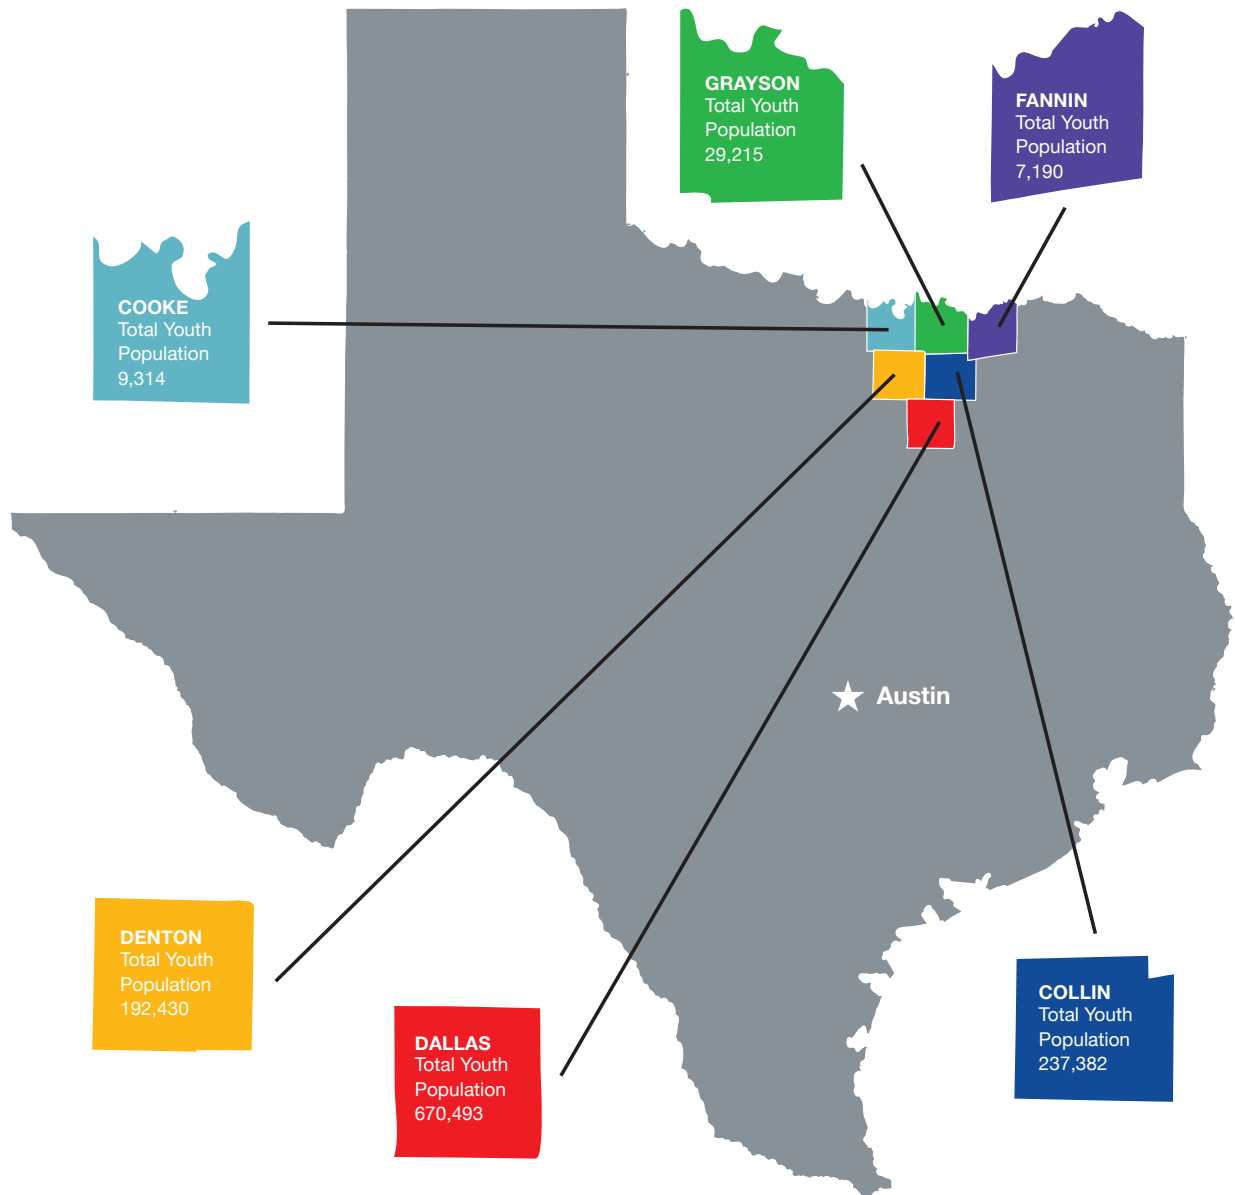 GRAYSON
Total Youth
Population
29,215
FANNIN
Total Youth
Population
7,190
COOKE
Total Youth
Population
9,314
Austin
DENTON
Total Youth
Population
192,430
DALLAS
Total Youth
Population
670,493
COLLIN
Total Youth
Population
237,382